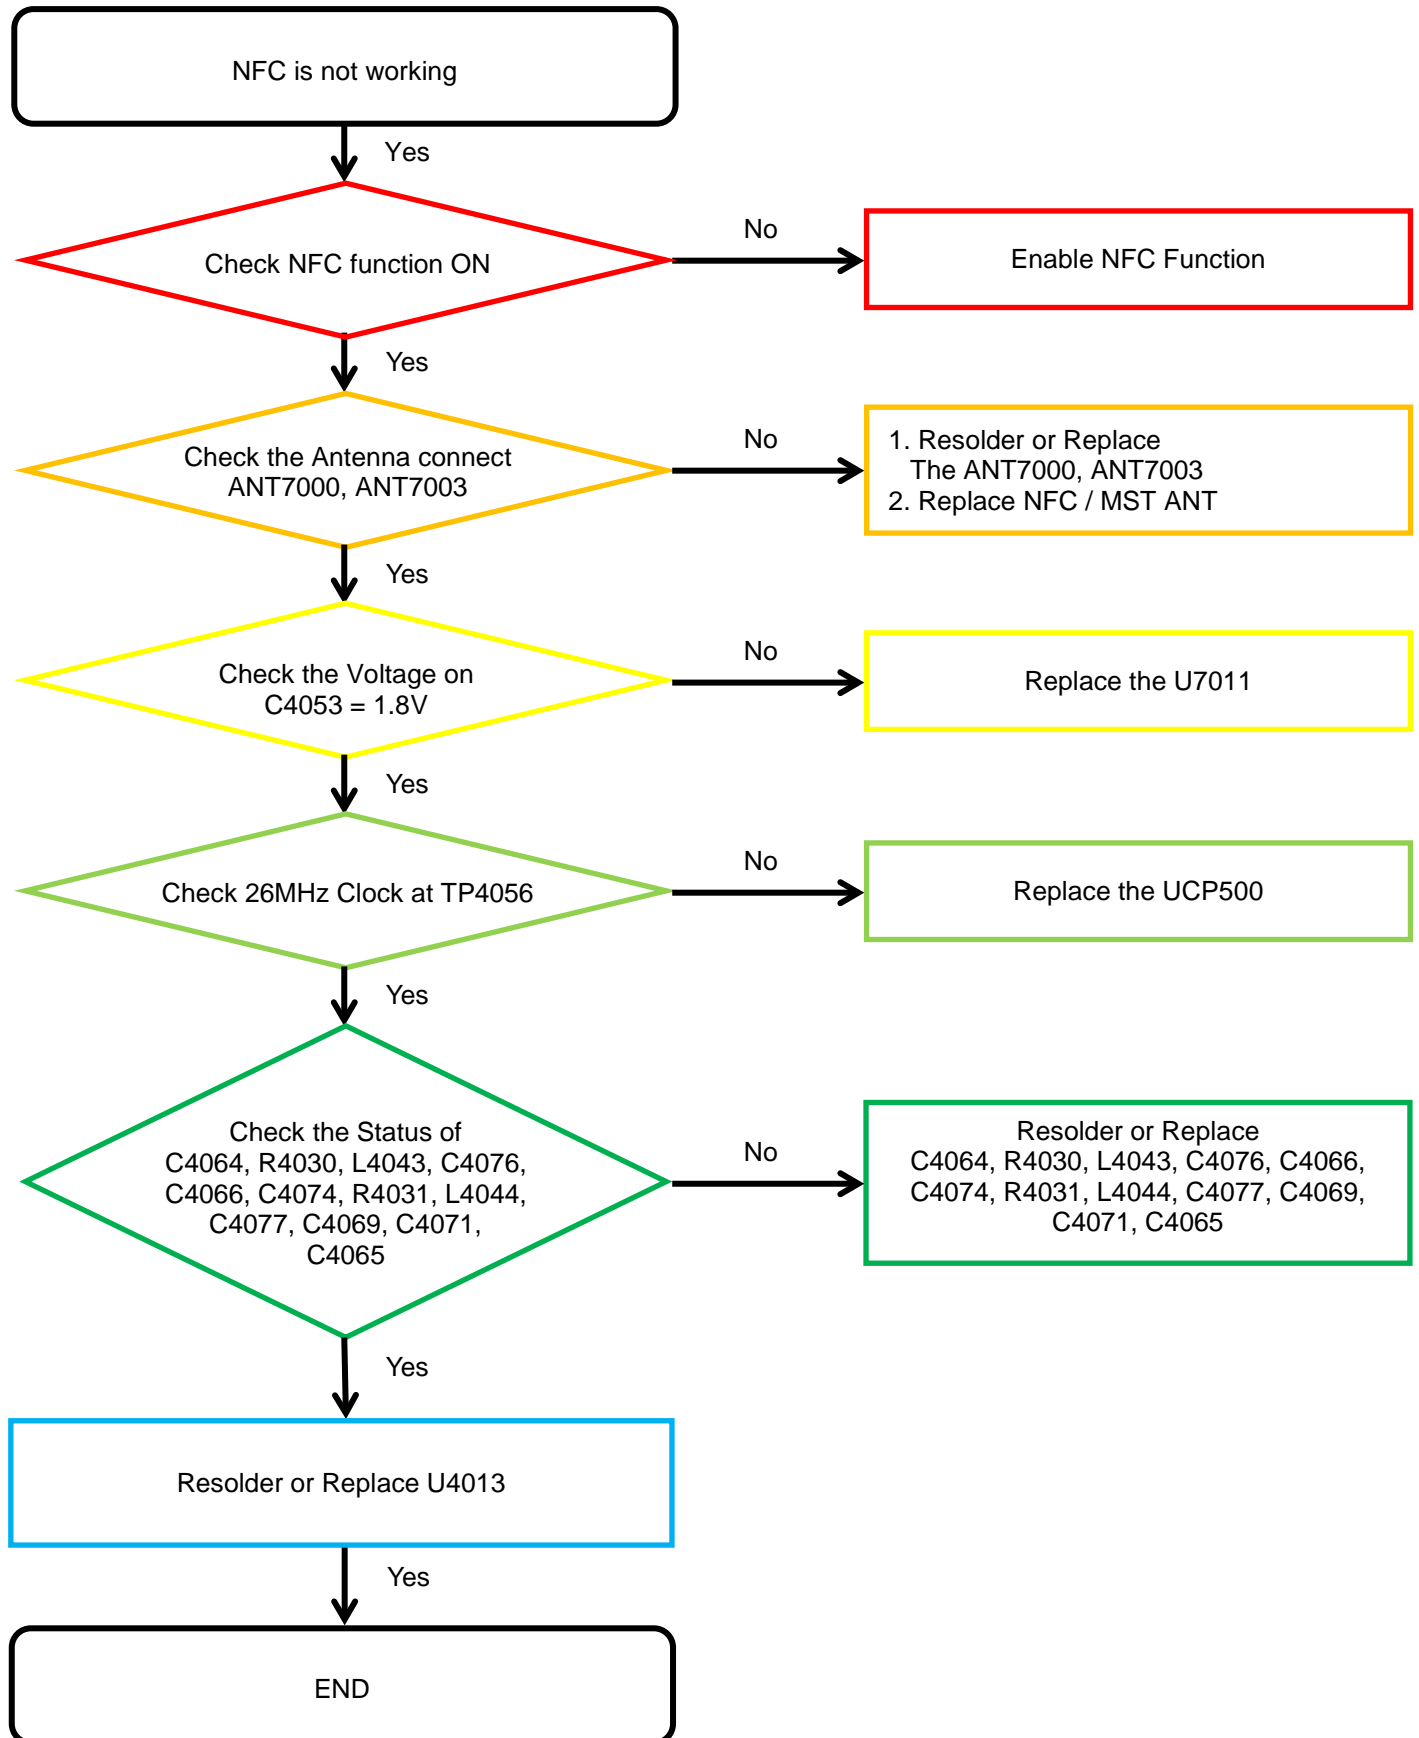 NFC is not working
Yes
Check NFC function ON
No
Enable NFC Function
Yes
Check the Antenna connect
ANT7000, ANT7003
No
1. Resolder or Replace
The ANT7000, ANT7003
2. Replace NFC / MST ANT
Yes
Check the Voltage on
C4053 = 1.8V
No
Replace the U7011
Yes
Check 26MHz Clock at TP4056
No
Replace the UCP500
Yes
Check the Status of
C4064, R4030, L4043, C4076,
C4066, C4074, R4031, L4044,
C4077, C4069, C4071,
C4065
No
Resolder or Replace
C4064, R4030, L4043, C4076, C4066,
C4074, R4031, L4044, C4077, C4069,
C4071, C4065
Yes
Resolder or Replace U4013
Yes
END